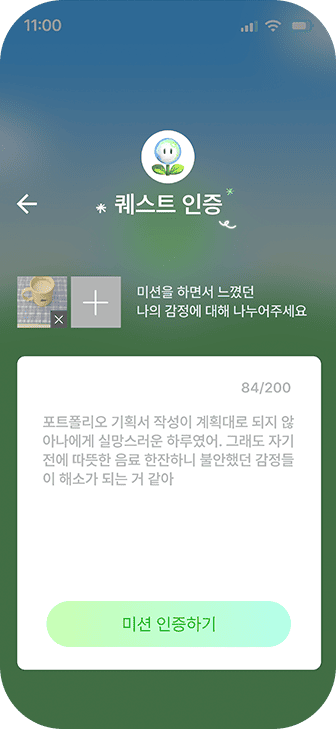 11:00
퀘스트 인증
미션을 하면서 느꼈던
나의 감정에 대해 나누어주세요
84/200
포트폴리오 기획서 작성이 계획대로 되지 않
아나에게 실망스러운 하루였어. 그래도 자기
전에 따뜻한 음료 한잔하니 불안했던 감정들
이 해소가 되는 거 같아
미션 인증하기